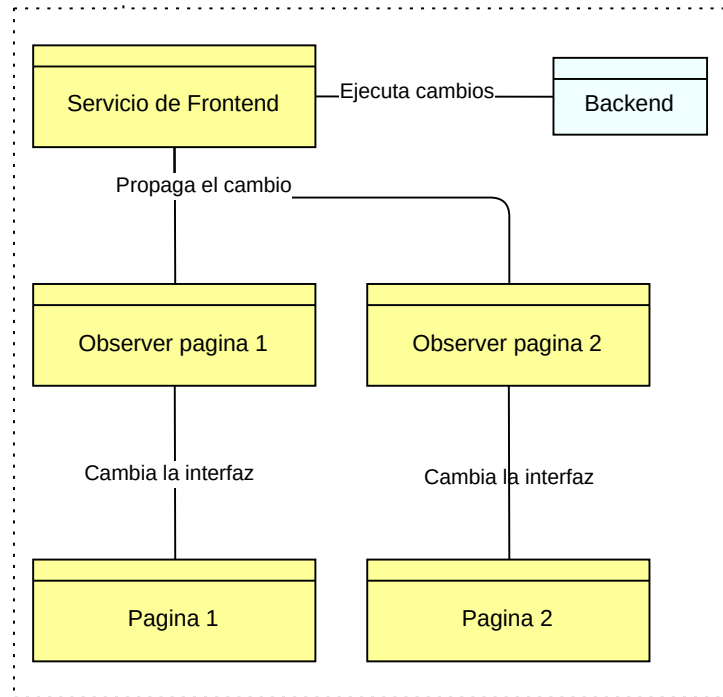 Servicio de Frontend
Ejecuta cambios
Backend
Propaga el cambio
Observer pagina 1
Observer pagina 2
Cambia la interfaz
Cambia la interfaz
Pagina 1
Pagina 2